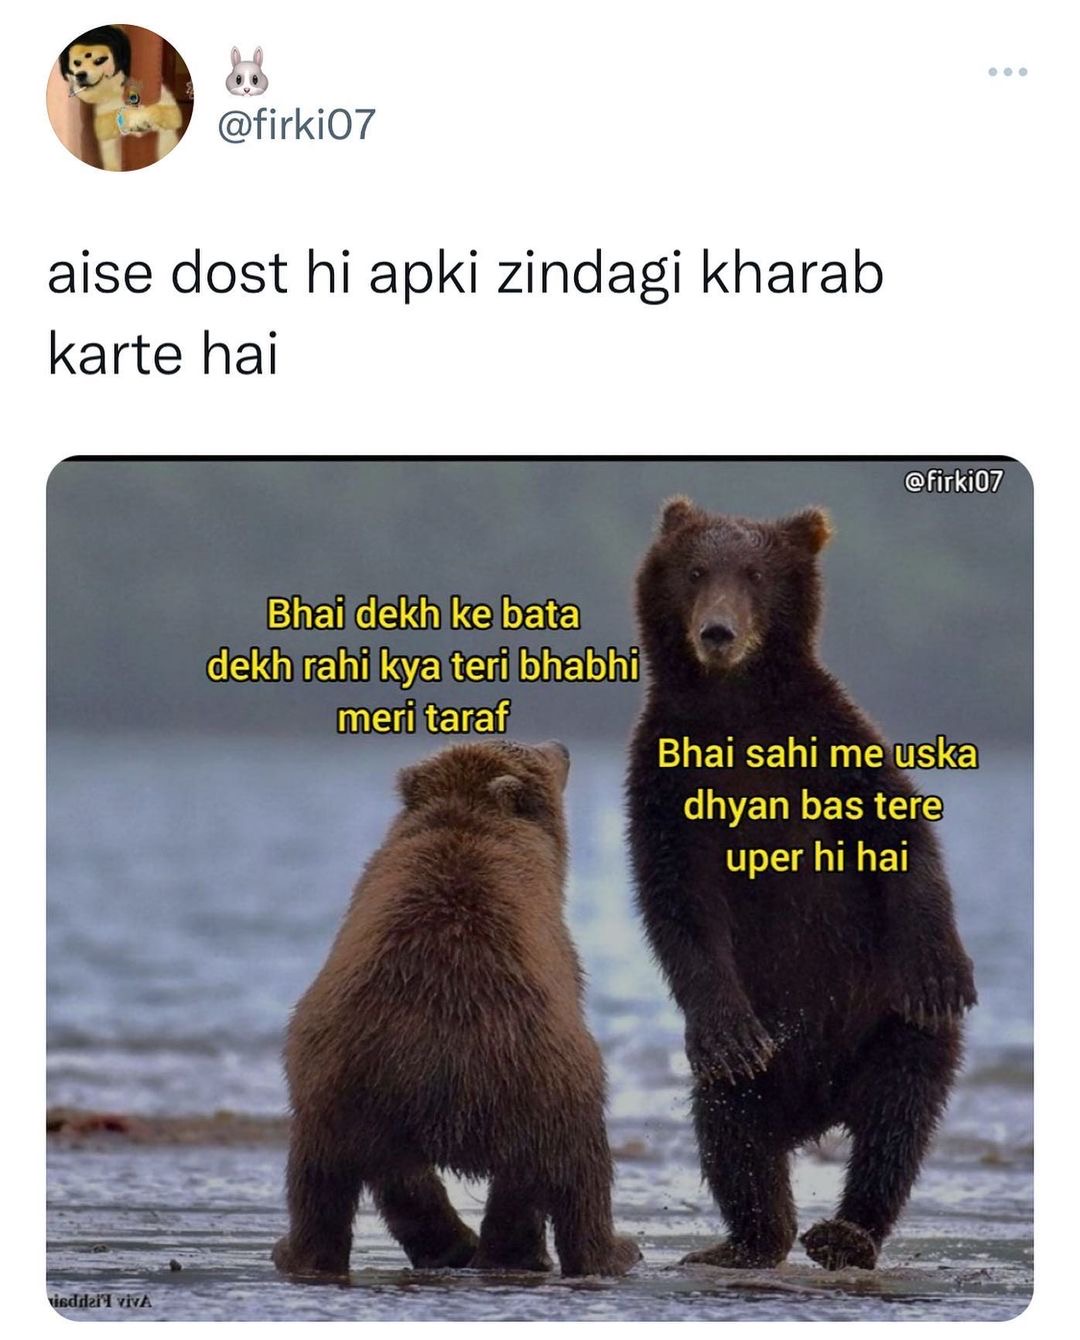 @firki07
aise dost hi apki zindagi kharab
karte hai
@firki07
Bhai dekh ke bata
dekh rahi kya teri bhabhi
meri taraf
Bhai sahi me uska
dhyan bas tere
uper hi hai
Aviv